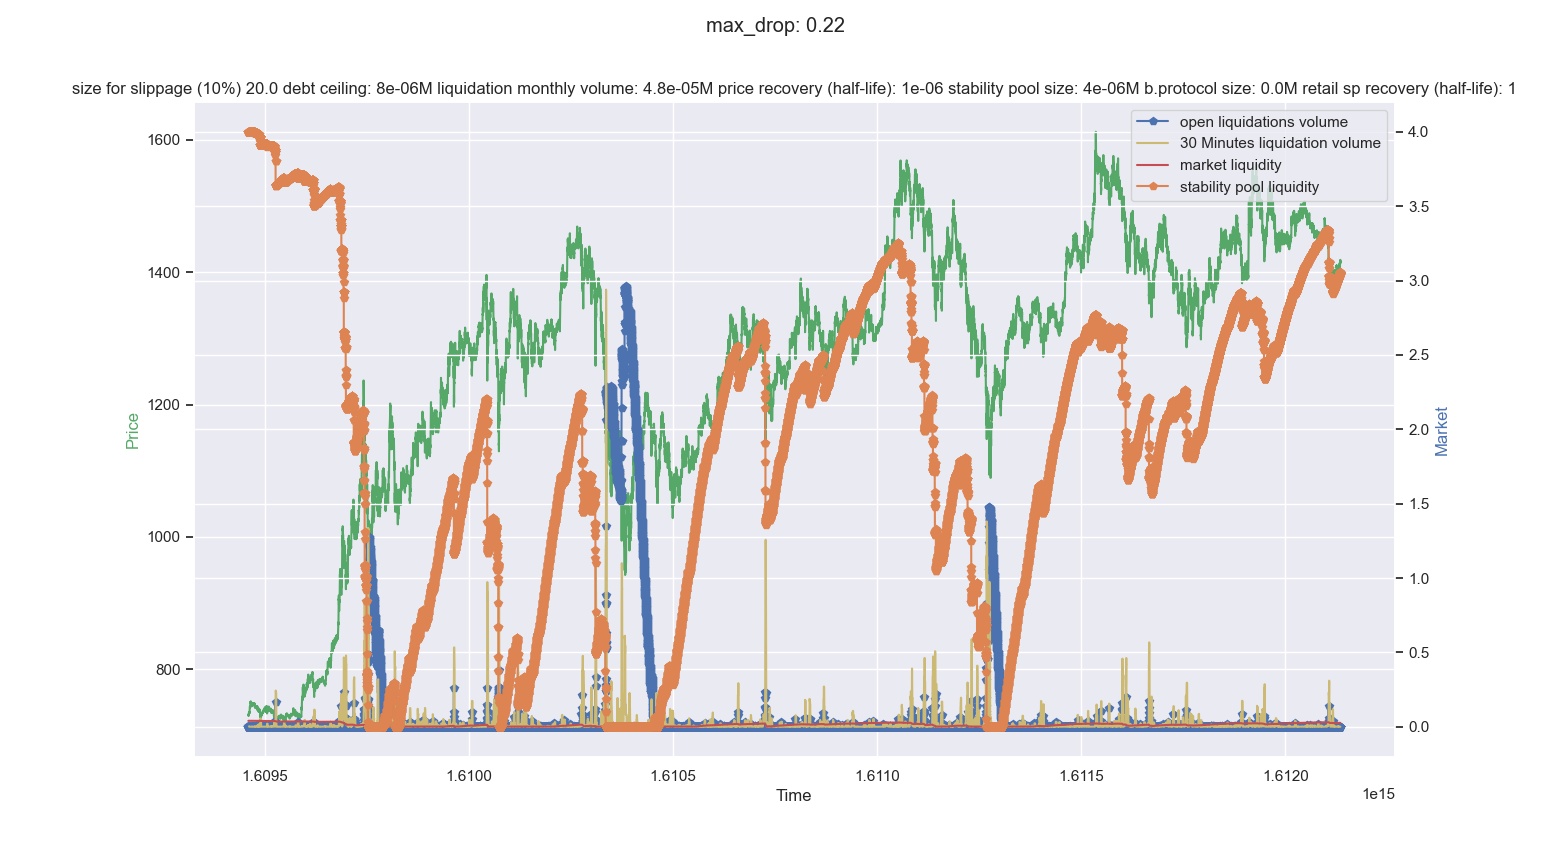 max_drop: 0.22
size for slippage (10%) 20.0 debt ceiling: 8e-06M liquidation monthly volume: 4.8e-05M price recovery (half-life): 1e-06 stability pool size: 4e-06M b.protocol size: 0.0M retail sp recovery (half-life): 1
open liquidations volume
30 Minutes liquidation volume
market liquidity
stability pool liquidity
1600
1400
1200
1000
800
Price
4.0
3.5
3.0
2.5
2.0
1.5
1.0
0.5
0.0
Market
1.6095 1.6100 1.6105 1.6110 1.6115 1.6120
Time
1e15